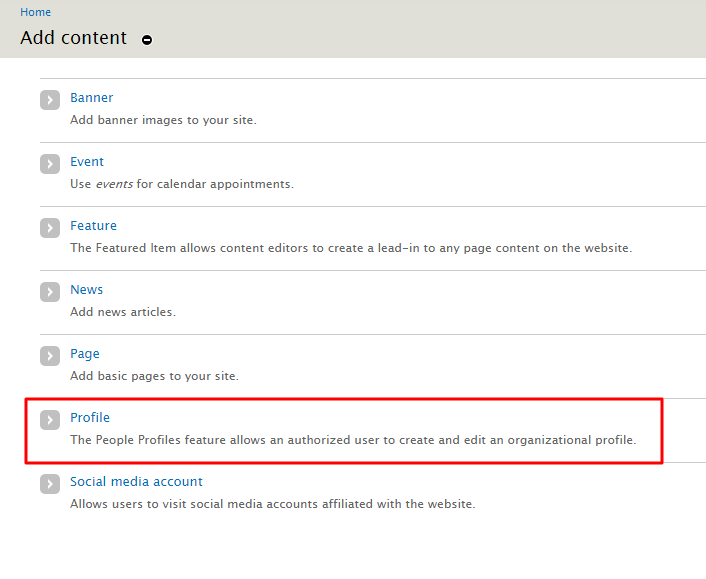 Home
Add content
Banner
Add banner images to your site.
Event
Use events for calendar appointments.
Feature
The Featured Item allows content editors to create a lead-in to any page content on the website.
News
Add news articles.
Page
Add basic pages to your site.
Profile
The People Profiles feature allows an authorized user to create and edit an organizational profile.
Social media account
Allows users to visit social media accounts affiliated with the website.